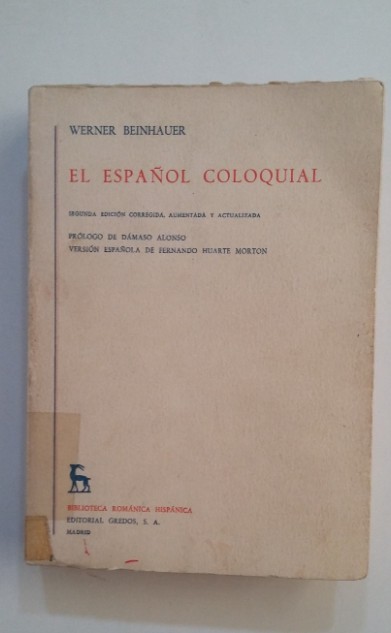 WERNER BEINHAUER
EL ESPAÑOL COLOQUIAL
SEGUNDA EDICIÓN CORREGIDA, AUMENTADA Y ACTUALIZADA
PRÓLOGO DE DÁMASO ALONSO
VERSIÓN ESPAÑOLA DE FERNANDO HUARTE MORTON
BIBLIOTECA ROMÁNICA HISPÁNICA
EDITORIAL GREDOS, S. A.
MADRID